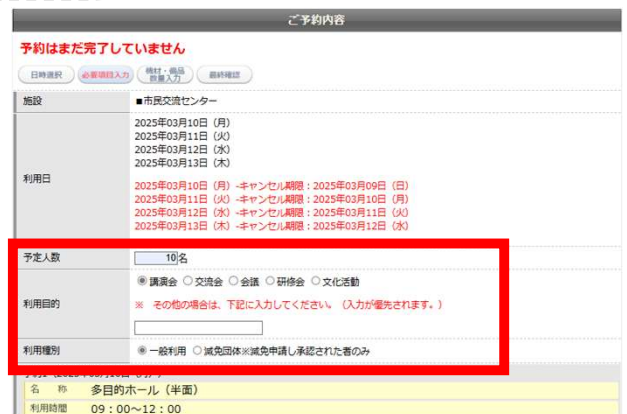 ご予約内容
予約はまだ完了していません
日時選択 必要項目入力 機材・備品 数量入力 最終確認
施設 ■市民交流センター
利用日
2025年03月10日（月）
2025年03月11日（火）
2025年03月12日（水）
2025年03月13日（木）
2025年03月10日（月）-キャンセル期限：2025年03月09日（日）
2025年03月11日（火）-キャンセル期限：2025年03月10日（月）
2025年03月12日（水）-キャンセル期限：2025年03月11日（火）
2025年03月13日（木）-キャンセル期限：2025年03月12日（水）
予定人数 10名
利用目的 講演会 交流会 会議 研修会 文化活動
※ その他の場合は、下記に入力してください。（入力が優先されます。）
利用種別 一般利用 減免団体※減免申請し承認された者のみ
名 称 多目的ホール（半面）
利用時間 09：00～12：00